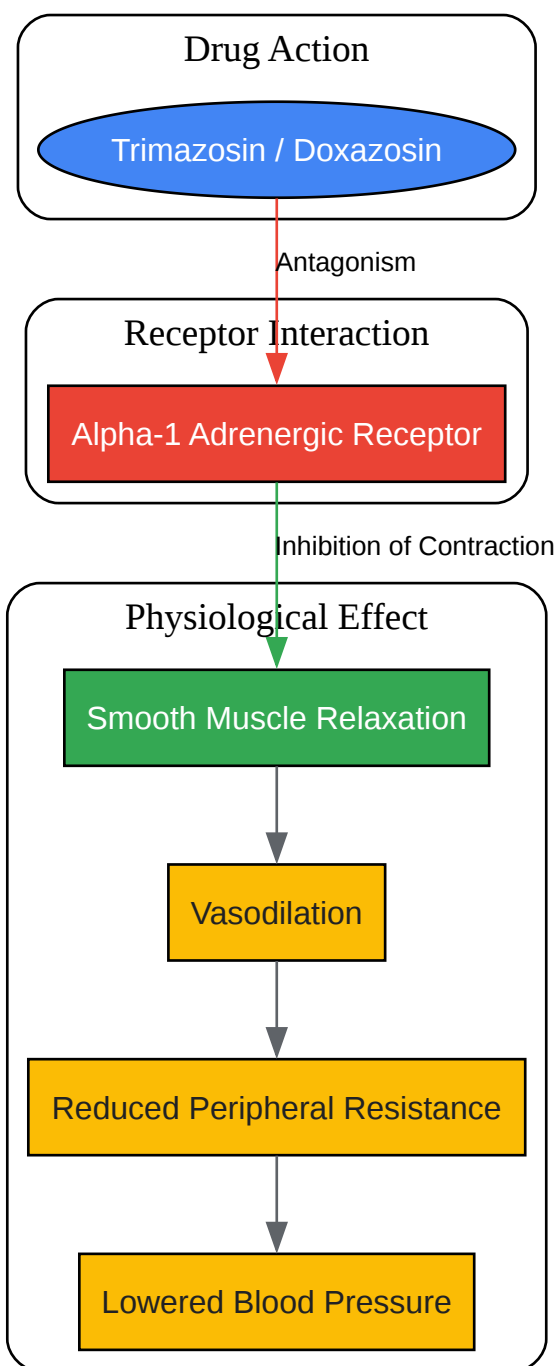 Drug Action
Trimazosin / Doxazosin
Antagonism
Receptor Interaction
Alpha-1 Adrenergic Receptor
Inhibition of Contraction
Physiological Effect
Smooth Muscle Relaxation
Vasodilation
Reduced Peripheral Resistance
Lowered Blood Pressure